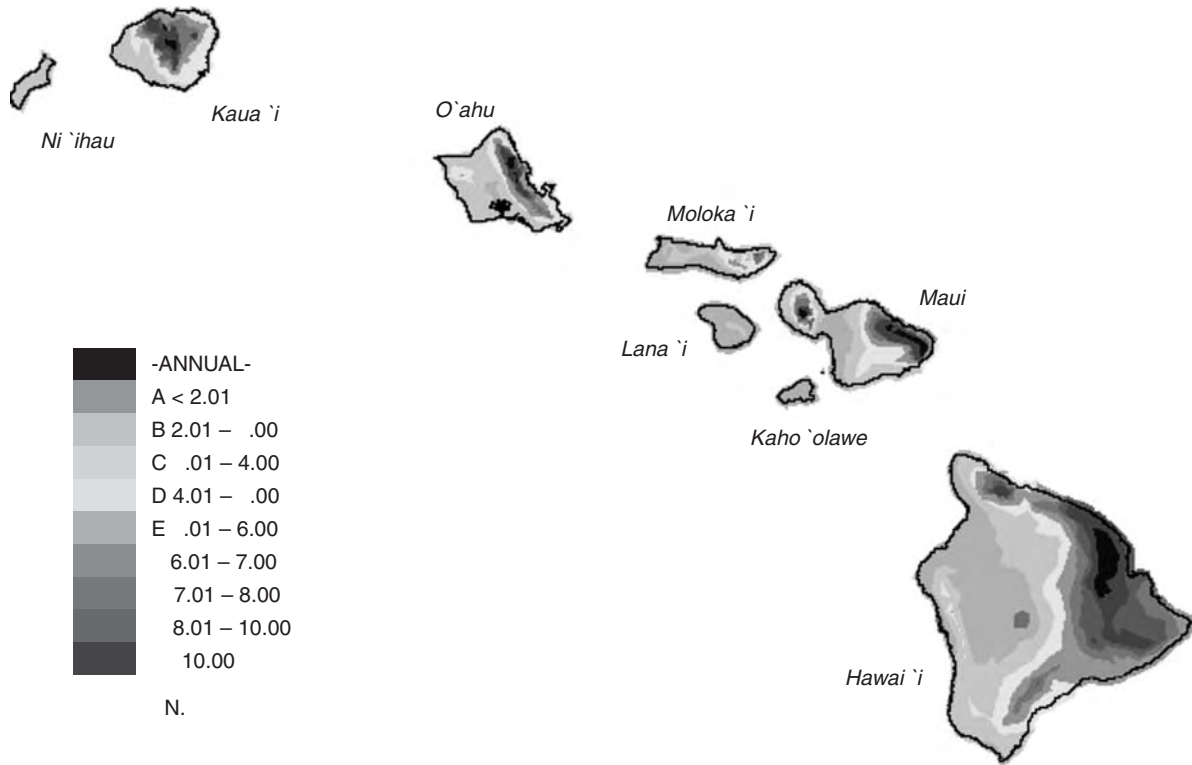 Ni `ihau
Kaua `i
O`ahu
Moloka `i
Maui
Lana `i
Kaho `olawe
Hawai `i
-ANNUAL-
A < 2.01
B 2.01 – .00
C .01 – 4.00
D 4.01 – .00
E .01 – 6.00
6.01 – 7.00
7.01 – 8.00
8.01 – 10.00
10.00
N.